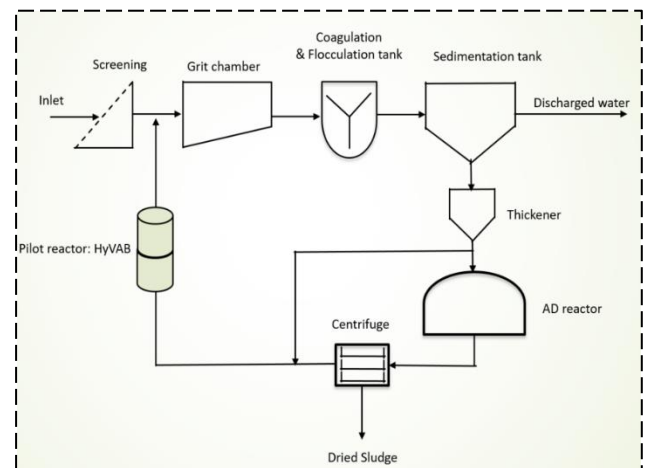 Coagulation
& Flocculation tank
Screening
Grit chamber
Sedimentation tank
Inlet
Discharged water
Thickener
Pilot reactor: HyVAB
AD reactor
Centrifuge
Dried Sludge